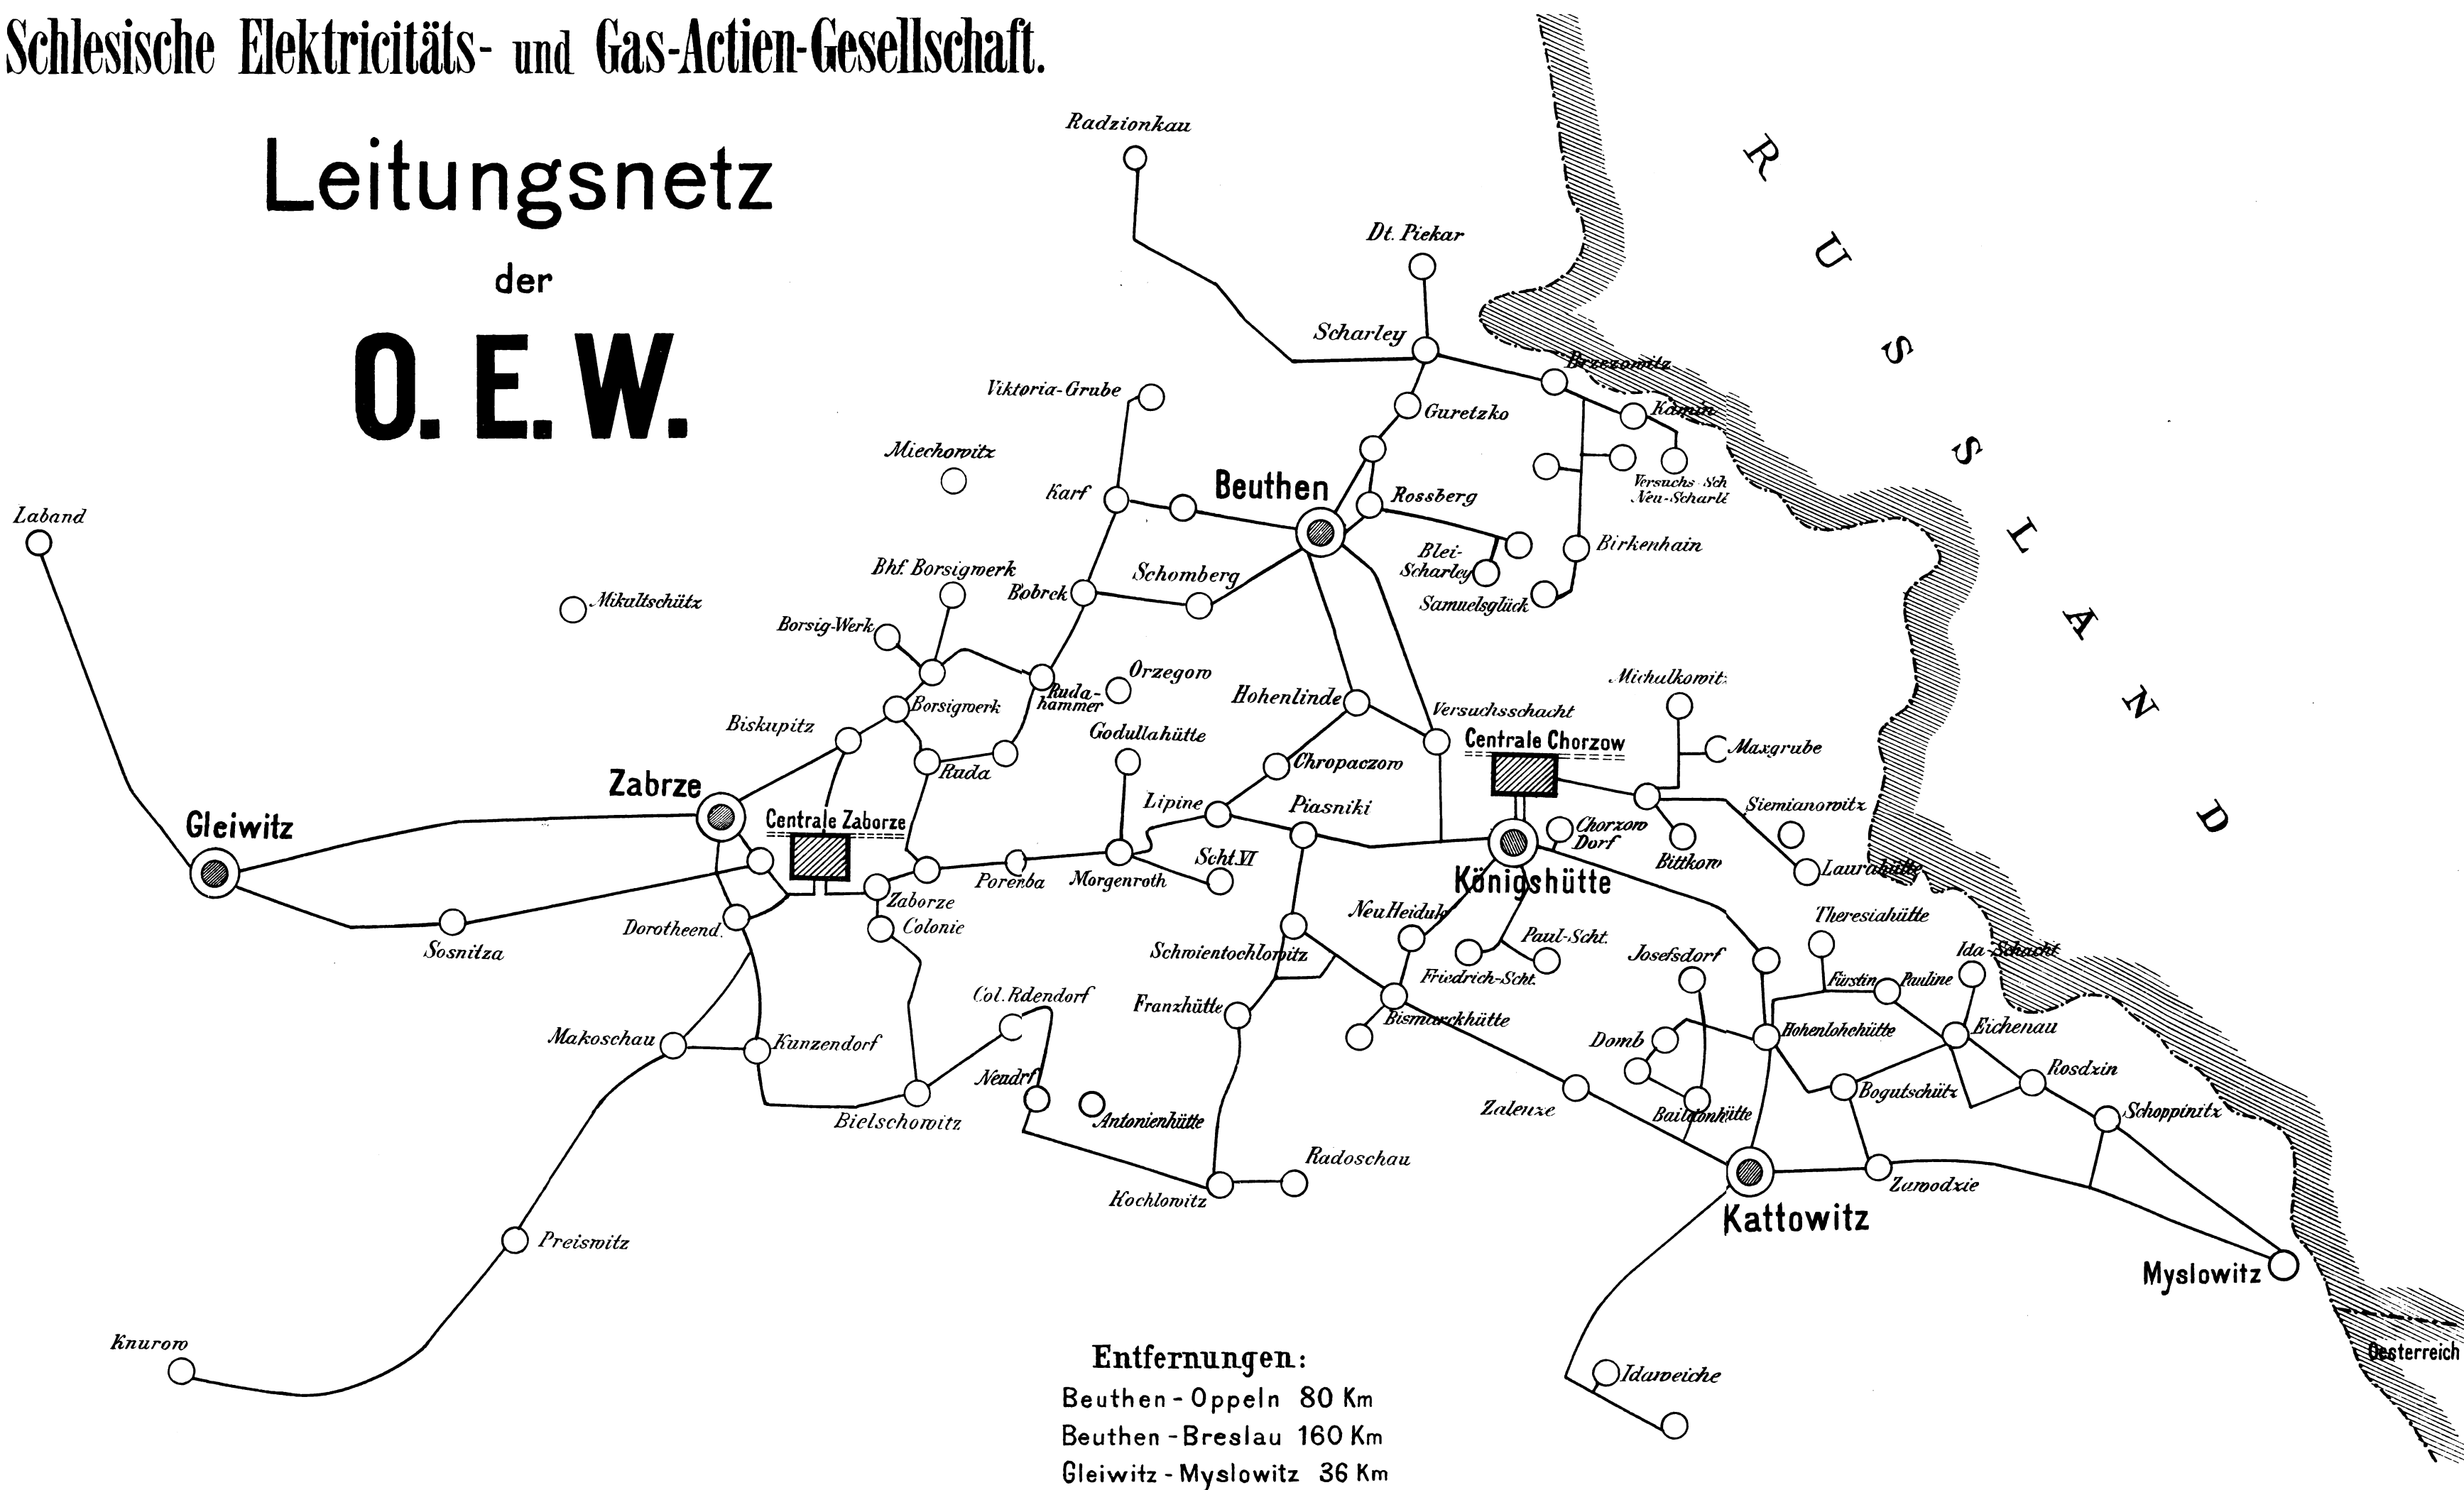 Schlesische Elektricitäts- und Gas-Actien-Gesellschaft.
Leitungsnetz
der
O. E. W.
RUSSLAND
Radzionkau
Dt. Piekar
Scharley
Brzezowitz
Viktoria-Grube
Guretzko
Kamin
Miechowitz
Karf
Beuthen
Rossberg
Versuchs-Sch
Neu-Scharl
Laband
Blei-
Scharley
Birkenhain
Bhf. Borsigwerk
Schomberg
Bobrek
Samuelsglück
Mikultschütz
Borsig-Werk
Orzegow
Ruda-
hammer
Hohenlinde
Michalkowit
Borsigwerk
Versuchsschacht
Biskupitz
Godullahütte
Centrale Chorzow
Maxgrube
Ruda
Chropaczow
Zabrze
Lipine
Piasniki
Siemianowitz
Gleiwitz
Centrale Zaborze
Chorzow
Dorf
Bittkow
Laurahütte
Scht. VI
Poremba
Morgenroth
Königshütte
Zaborze
Colonie
Neu Heiduk
Theresiahütte
Dorotheend.
Sosnitza
Schwientochlowitz
Paul-Scht.
Josefsdorf
Ida-Schacht
Friedrich-Scht.
Fürstin
Pauline
Col. Rdendorf
Franzhütte
Bismarckhütte
Hohenlohehütte
Eichenau
Makoschau
Kunzendorf
Domb
Neudrf
Rosdzin
Bogutschütz
Zalenze
Baildonhütte
Schoppinitz
Bielschowitz
Antonienhütte
Radoschau
Kochlowitz
Zawodzie
Kattowitz
Preiswitz
Myslowitz
Knurow
Oesterreich
Idaweiche
Entfernungen:
Beuthen - Oppeln 80 Km
Beuthen - Breslau 160 Km
Gleiwitz - Myslowitz 36 Km